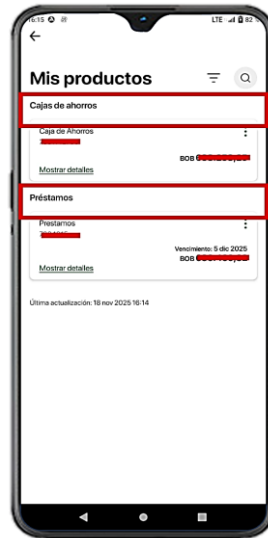 6:15
LTE
82
Mis productos
Cajas de ahorros
Caja de Ahorros
BOB
Mostrar detalles
Préstamos
Prestamos
Vencimiento: 5 dic 2025
BOB
Mostrar detalles
Última actualización: 18 nov 2025 16:14